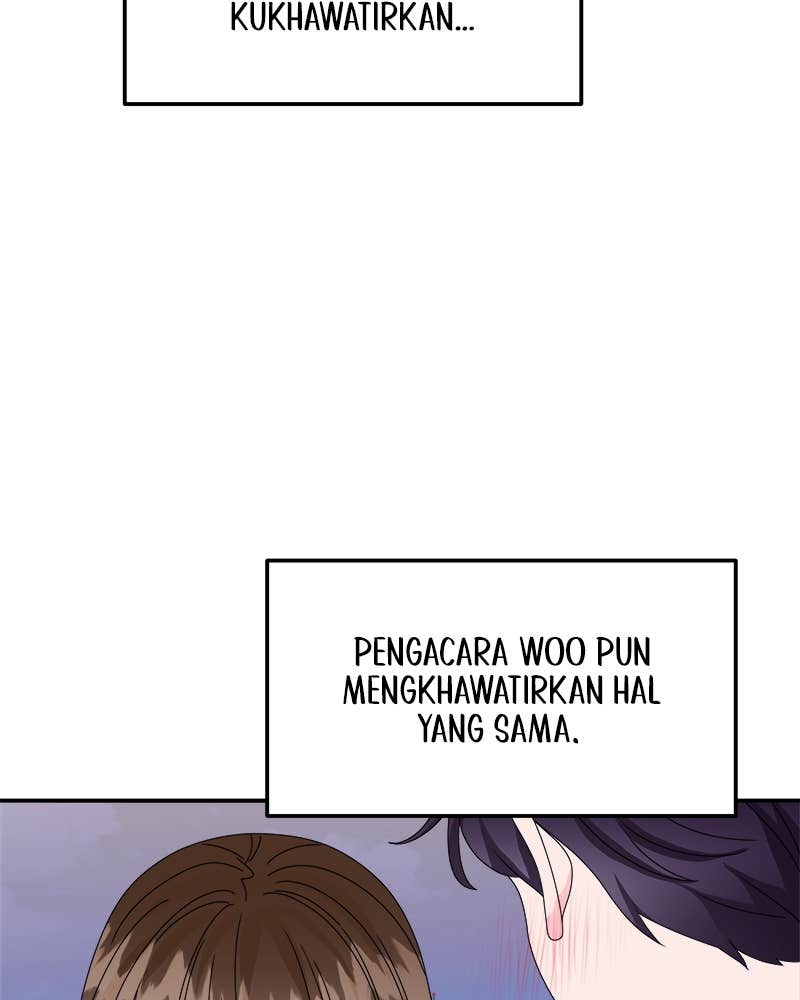 KUKHAWATIRKAN...
PENGACARA WOO PUN
MENGKHAWATIRKAN HAL
YANG SAMA.